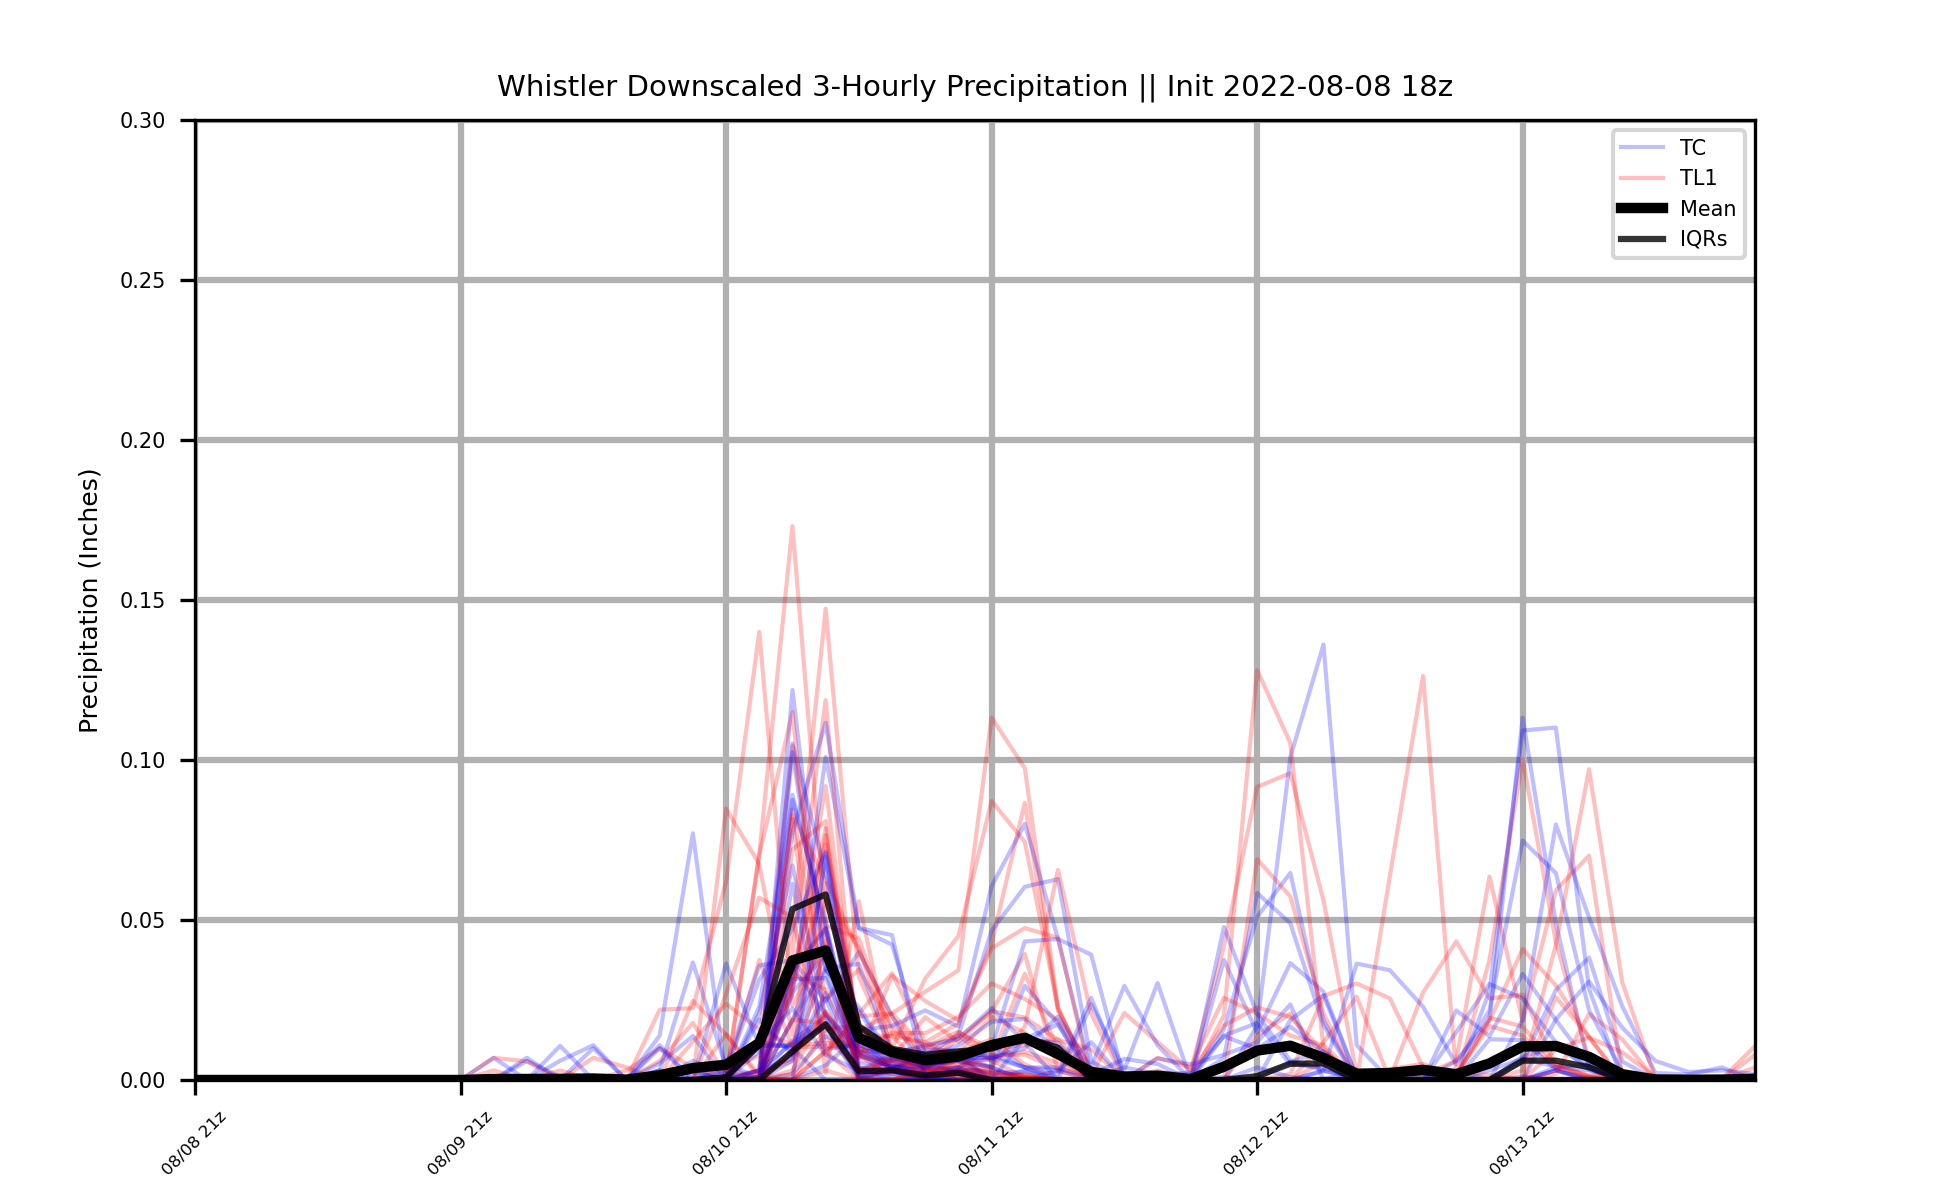 Whistler Downscaled 3-Hourly Precipitation || Init 2022-08-08 18z
TC
TL1
Mean
IQRs
Precipitation (Inches)
0.30
0.25
0.20
0.15
0.10
0.05
0.00
08/08 21z
08/09 21z
08/10 21z
08/11 21z
08/12 21z
08/13 21z